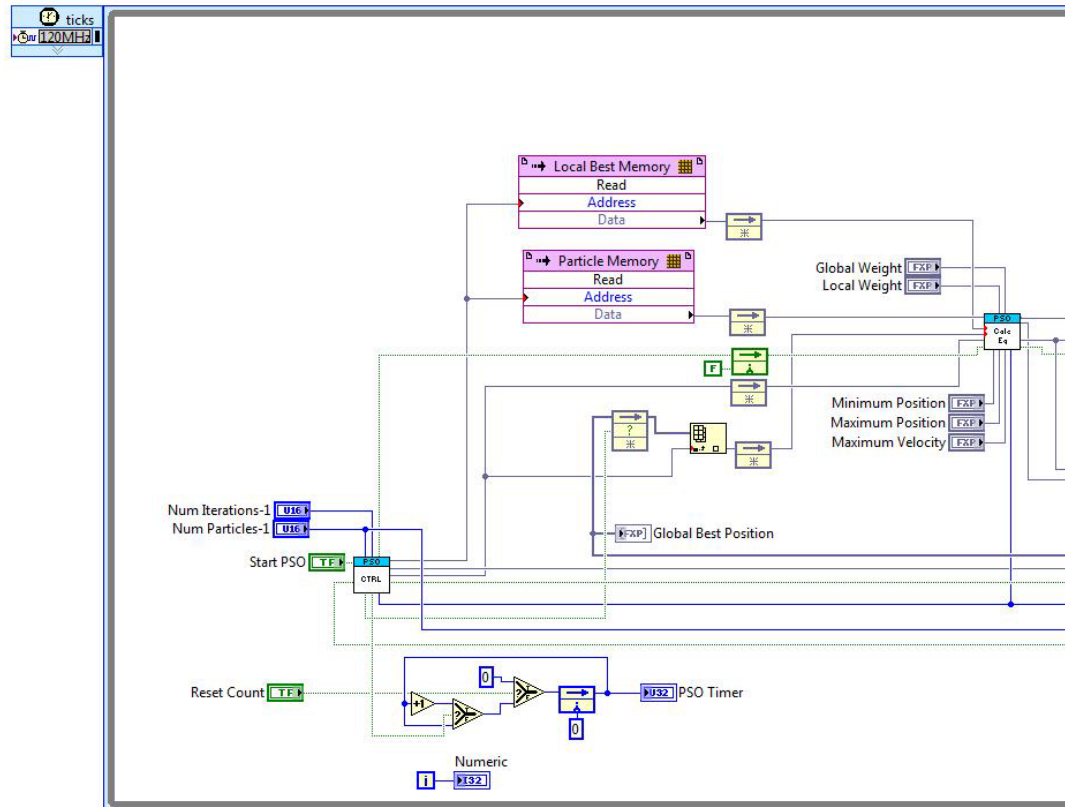 ticks
120MHz
Local Best Memory
Read
Address
Data
Particle Memory
Read
Address
Data
Global Weight FXP
Local Weight FXP
PSO
Calc
Eq
F
Minimum Position FXP
Maximum Position FXP
Maximum Velocity FXP
?
Num Iterations-1 U16
Num Particles-1 U16
FXP Global Best Position
Start PSO TF
PSO
CTRL
Reset Count TF
0
+1
?
T
F
?
T
F
U32 PSO Timer
0
Numeric
i
I32